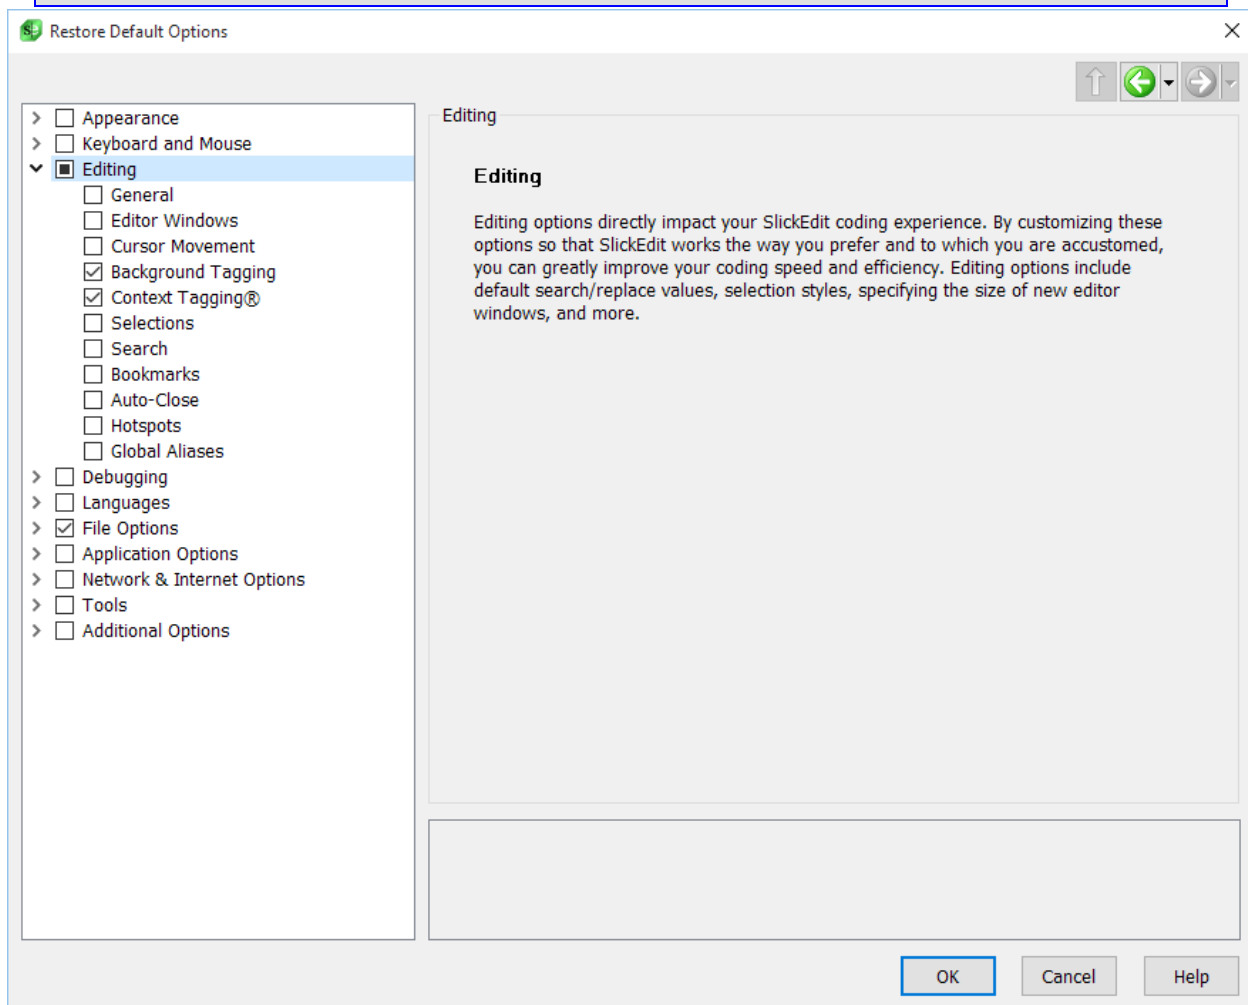 Restore Default Options
Appearance
Keyboard and Mouse
Editing
General
Editor Windows
Cursor Movement
Background Tagging
Context Tagging®
Selections
Search
Bookmarks
Auto-Close
Hotspots
Global Aliases
Debugging
Languages
File Options
Application Options
Network & Internet Options
Tools
Additional Options
Editing
Editing
Editing options directly impact your SlickEdit coding experience. By customizing these
options so that SlickEdit works the way you prefer and to which you are accustomed,
you can greatly improve your coding speed and efficiency. Editing options include
default search/replace values, selection styles, specifying the size of new editor
windows, and more.
OK Cancel Help